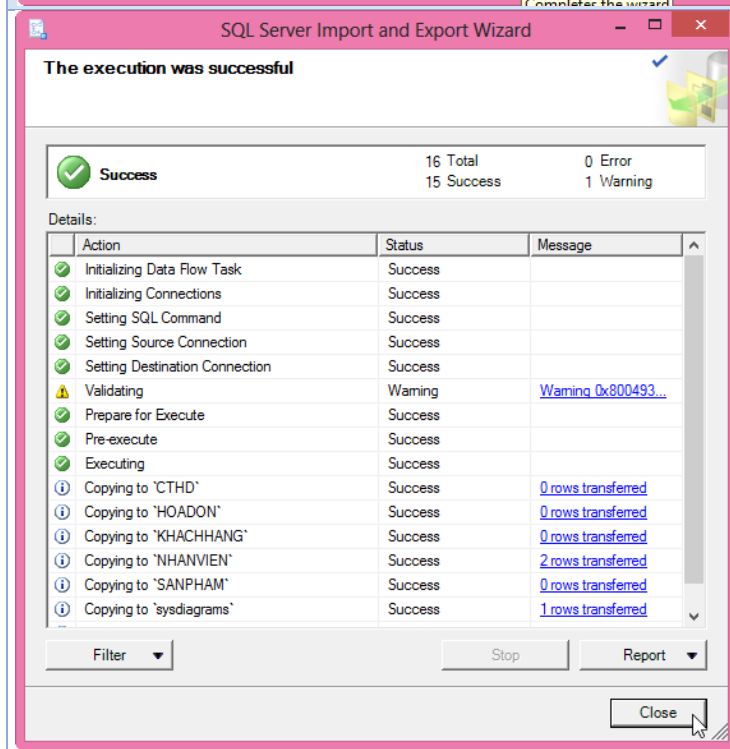 Completes the wizard
SQL Server Import and Export Wizard
The execution was successful
Success
16 Total
0 Error
15 Success
1 Warning
Details:
Action Status Message
Initializing Data Flow Task Success
Initializing Connections Success
Setting SQL Command Success
Setting Source Connection Success
Setting Destination Connection Success
Validating Warning Warning 0x800493...
Prepare for Execute Success
Pre-execute Success
Executing Success
Copying to `CTHD` Success 0 rows transferred
Copying to `HOADON` Success 0 rows transferred
Copying to `KHACHHANG` Success 0 rows transferred
Copying to `NHANVIEN` Success 2 rows transferred
Copying to `SANPHAM` Success 0 rows transferred
Copying to `sysdiagrams` Success 1 rows transferred
Filter Stop Report
Close